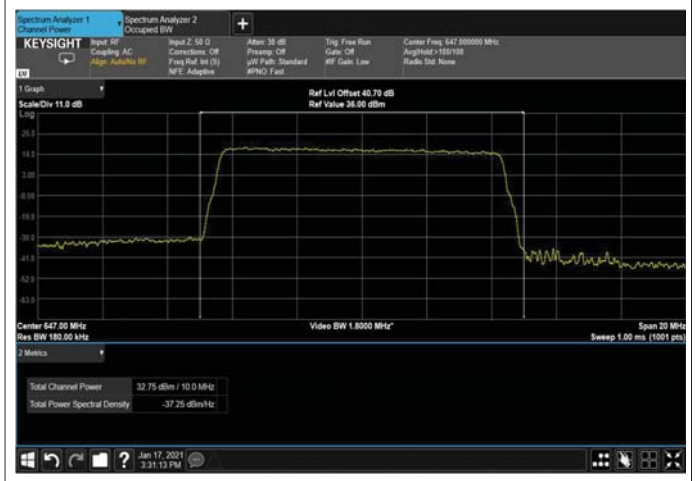 Spectrum Analyzer 1
Channel Power
Spectrum Analyzer 2
Occupied BW
+
KEYSIGHT
Input: RF
Coupling: AC
Align: Auto/No RF
Input Z: 50 Ω
Corrections: Off
Freq Ref: Int (S)
NFE: Adaptive
Atten: 30 dB
Preamp: Off
µW Path: Standard
#PNO: Fast
Trig: Free Run
Gate: Off
#IF Gain: Low
Center Freq: 647.000000 MHz
Avg|Hold:>100/100
Radio Std: None
LV
1 Graph
Scale/Div 11.0 dB
Ref Lvl Offset 40.70 dB
Ref Value 36.00 dBm
Log
25.0
14.0
3.00
-8.00
-19.0
-30.0
-41.0
-52.0
-63.0
Center 647.00 MHz
Res BW 180.00 kHz
Video BW 1.8000 MHz*
Span 20 MHz
Sweep 1.00 ms (1001 pts)
2 Metrics
Total Channel Power 32.75 dBm / 10.0 MHz
Total Power Spectral Density -37.25 dBm/Hz
?
Jan 17, 2021
3:31:13 PM